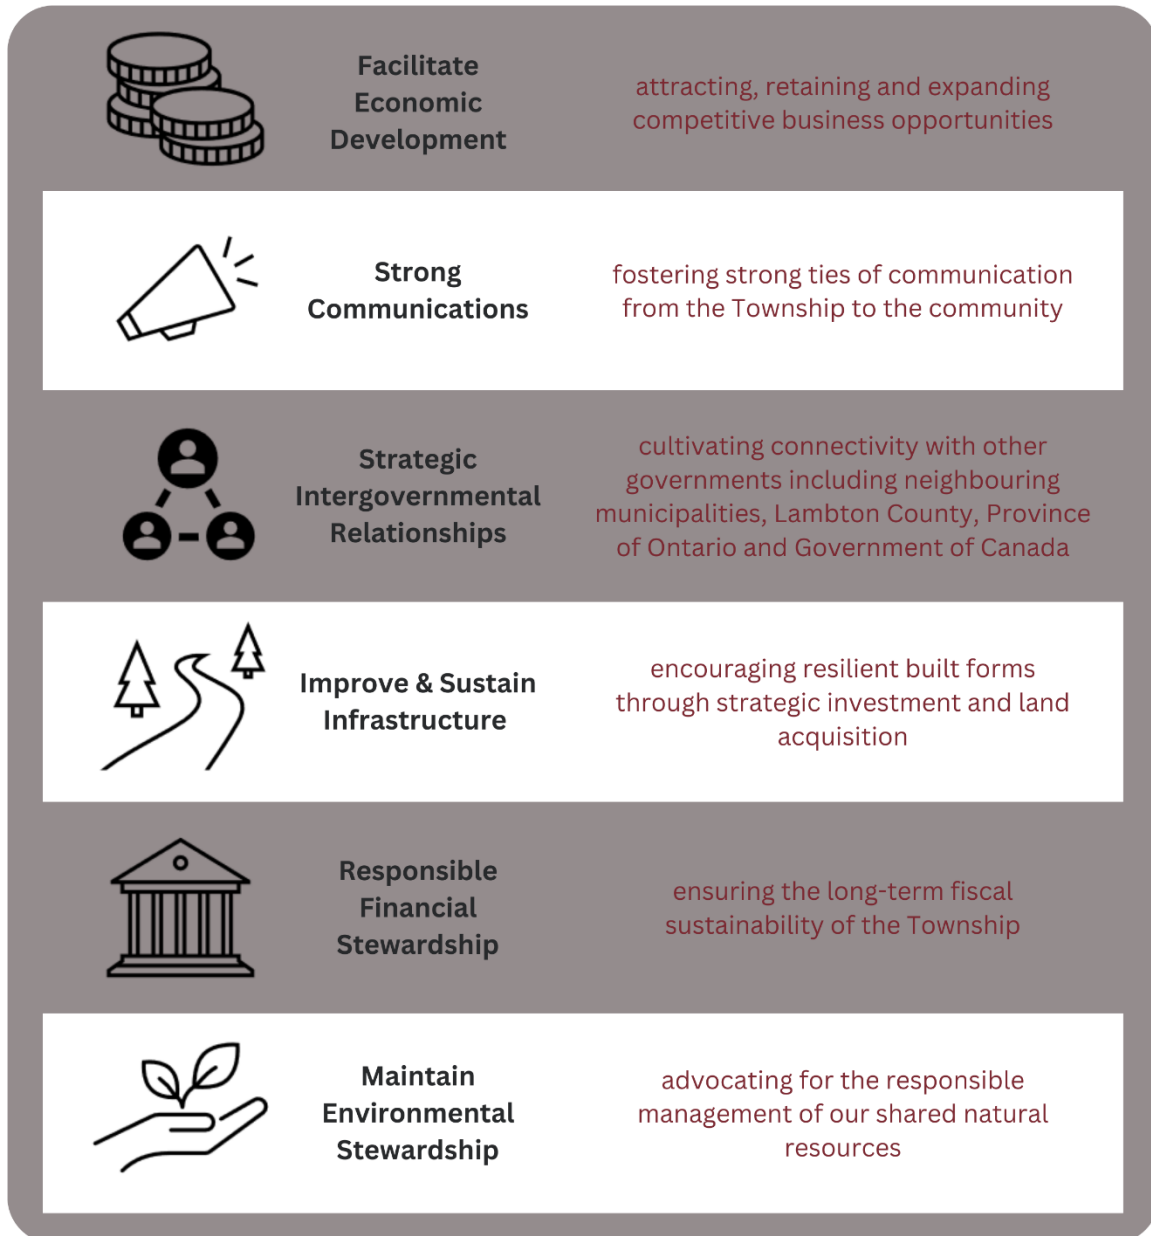 Facilitate
Economic
Development
attracting, retaining and expanding
competitive business opportunities
Strong
Communications
fostering strong ties of communication
from the Township to the community
Strategic
Intergovernmental
Relationships
cultivating connectivity with other
governments including neighbouring
municipalities, Lambton County, Province
of Ontario and Government of Canada
Improve & Sustain
Infrastructure
encouraging resilient built forms
through strategic investment and land
acquisition
Responsible
Financial
Stewardship
ensuring the long-term fiscal
sustainability of the Township
Maintain
Environmental
Stewardship
advocating for the responsible
management of our shared natural
resources